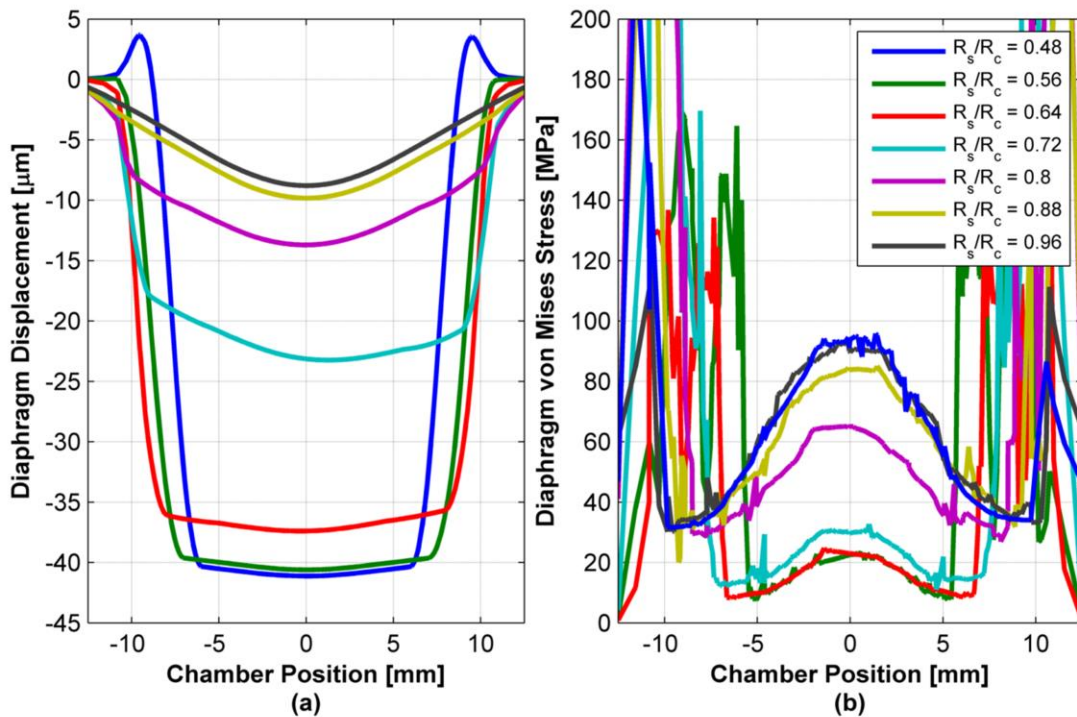 Diaphragm Displacement [μm]
5
0
-5
-10
-15
-20
-25
-30
-35
-40
-45
-10 -5 0 5 10
Chamber Position [mm]
(a)
Diaphragm von Mises Stress [MPa]
200
180
160
140
120
100
80
60
40
20
0
-10 -5 0 5 10
Chamber Position [mm]
(b)
Rs/Rc = 0.48
Rs/Rc = 0.56
Rs/Rc = 0.64
Rs/Rc = 0.72
Rs/Rc = 0.8
Rs/Rc = 0.88
Rs/Rc = 0.96